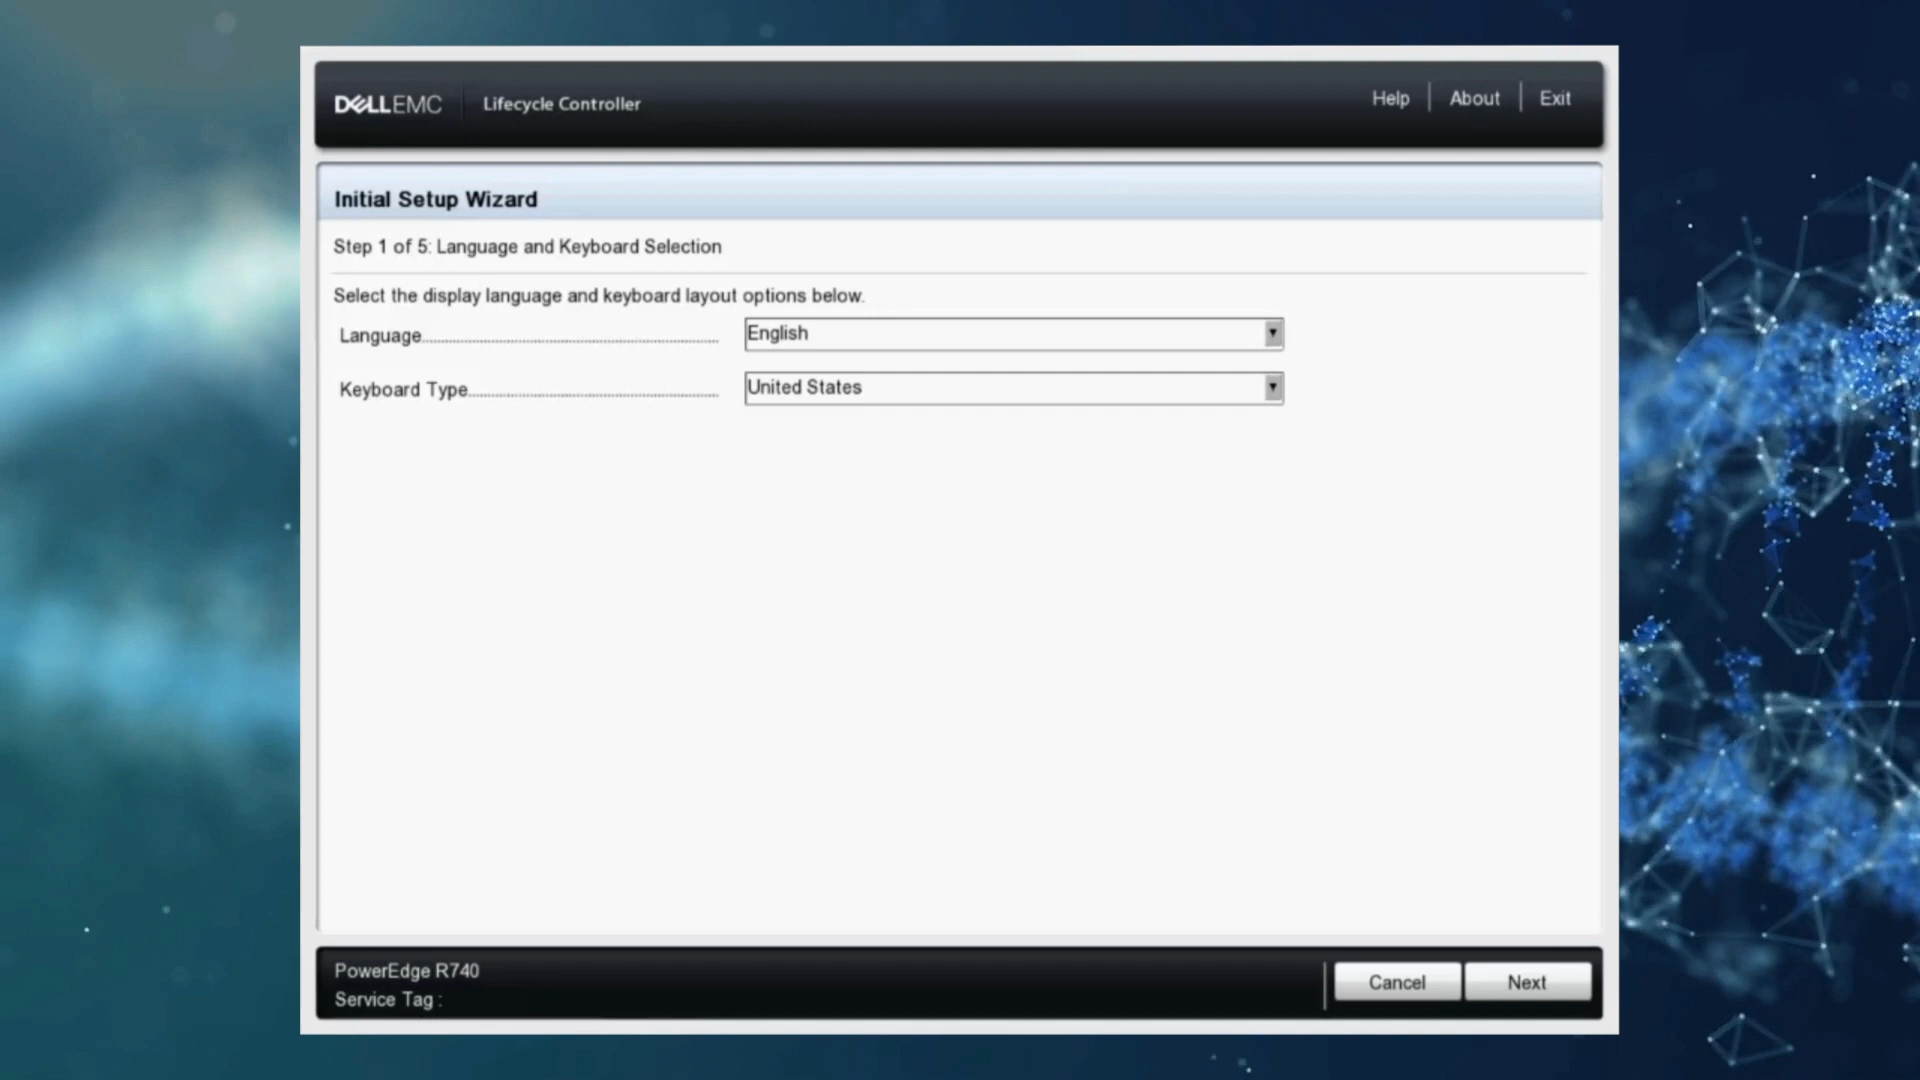 DELLEMC Lifecycle Controller Help About Exit
Initial Setup Wizard
Step 1 of 5: Language and Keyboard Selection
Select the display language and keyboard layout options below.
Language English
Keyboard Type United States
PowerEdge R740
Service Tag :
Cancel Next